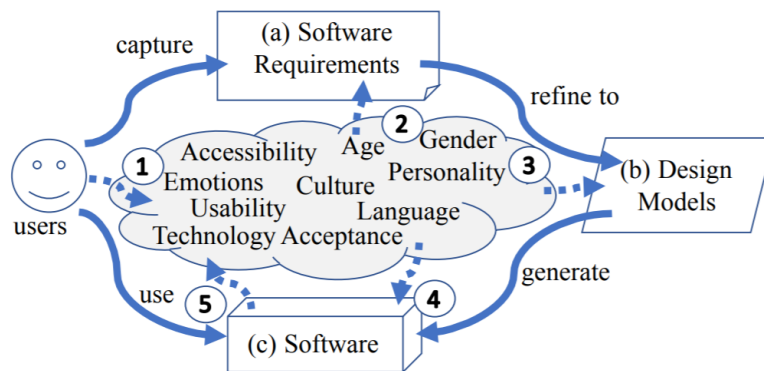 (a) Software
Requirements
capture
refine to
1
2
3
Accessibility
Age
Gender
Emotions
Culture
Personality
Usability
Language
Technology Acceptance
users
(b) Design
Models
use
5
4
generate
(c) Software